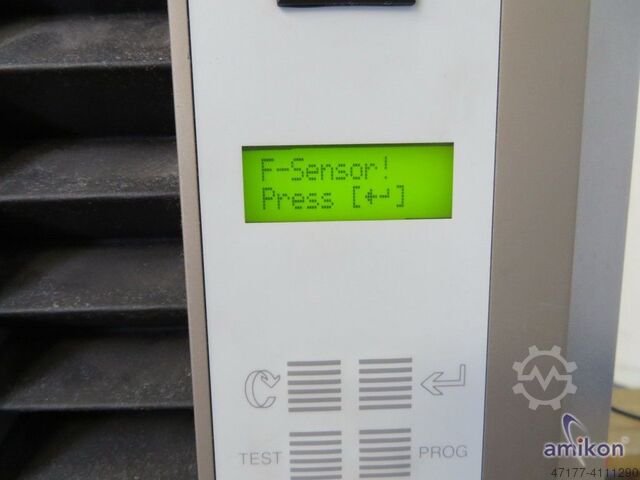 F-Sensor!
Press [↵]
TEST
PROG
amikon
47177-4111290